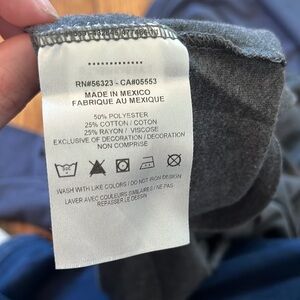 RN#56323 - CA#05553
MADE IN MEXICO
FABRIQUE AU MEXIQUE
50% POLYESTER
25% COTTON / COTON
25% RAYON / VISCOSE
EXCLUSIVE OF DECORATION / DECORATION
NON COMPRISE
WASH WITH LIKE COLORS / DO NOT IRON DESIGN
LAVER AVEC COULEURS SIMILAIRES / NE PAS
REPASSER LE DESSIN